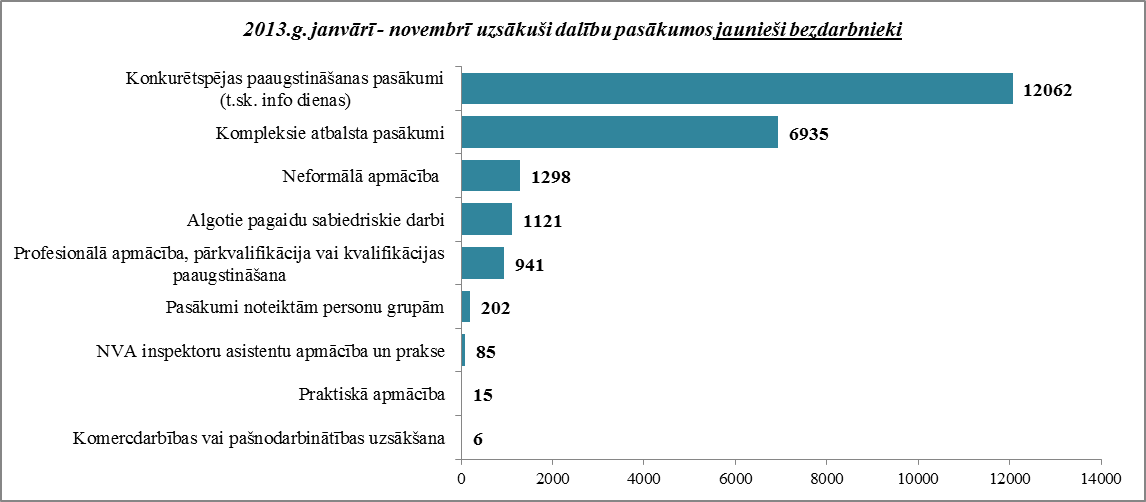 2013.g. janvārī - novembrī uzsākuši dalību pasākumos jaunieši bezdarbnieki
Konkurētspējas paaugstināšanas pasākumi
(t.sk. info dienas)
12062
Kompleksie atbalsta pasākumi
6935
Neformālā apmācība
1298
Algotie pagaidu sabiedriskie darbi
1121
Profesionālā apmācība, pārkvalifikācija vai kvalifikācijas
paaugstināšana
941
Pasākumi noteiktām personu grupām
202
NVA inspektoru asistentu apmācība un prakse
85
Praktiskā apmācība
15
Komercdarbības vai pašnodarbinātības uzsākšana
6
0 2000 4000 6000 8000 10000 12000 14000